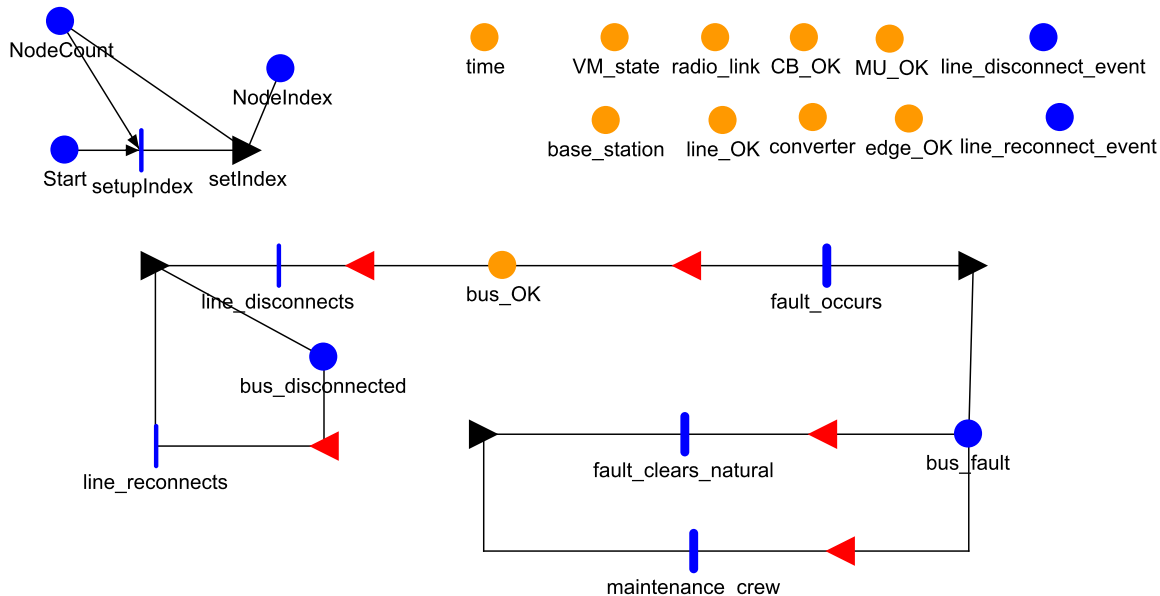 NodeCount
NodeIndex
Start
setupIndex
setIndex
time
VM_state
radio_link
CB_OK
MU_OK
line_disconnect_event
base_station
line_OK
converter
edge_OK
line_reconnect_event
line_disconnects
bus_OK
fault_occurs
bus_disconnected
line_reconnects
fault_clears_natural
bus_fault
maintenance_crew